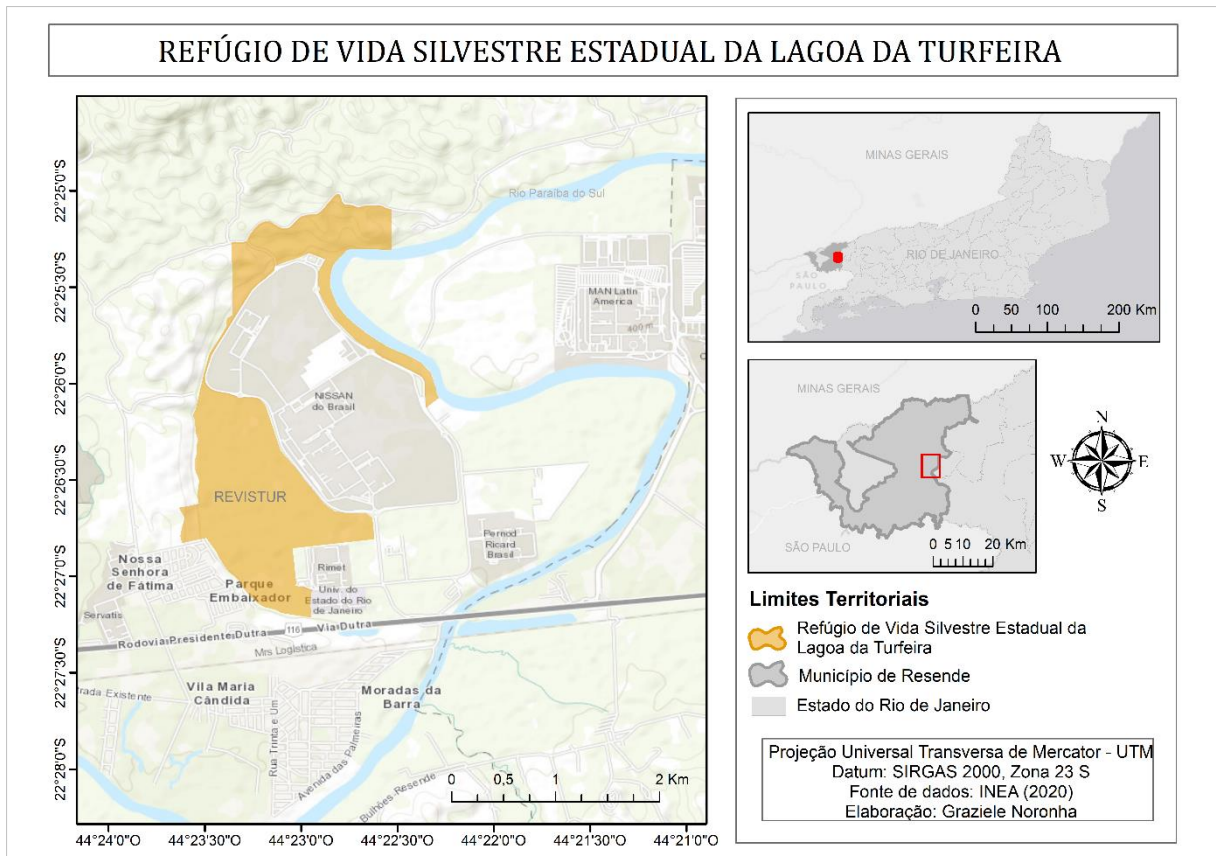 REFÚGIO DE VIDA SILVESTRE ESTADUAL DA LAGOA DA TURFEIRA
22°25'0"S
22°25'30"S
22°26'0"S
22°26'30"S
22°27'0"S
22°27'30"S
22°28'0"S
44°24'0"O
44°23'30"O
44°23'0"O
44°22'30"O
44°22'0"O
44°21'30"O
44°21'0"O
Rio Paraíba do Sul
MAN Latin
America
400 m
NISSAN
do Brasil
REVISTUR
Pernod
Ricard
Brasil
Nossa
Senhora
de Fátima
Parque
Embaixador
Rimet
Univ. do
Estado do Rio
de Janeiro
Servatis
Rodovia Presidente Dutra
116
Via Dutra
Mrs Logística
Vila Maria
Cândida
Moradas da
Barra
trada Existente
Rua Trinta e Um
Avenida das Palmeiras
Bulhões-Resende
0 0,5 1 2 Km
MINAS GERAIS
RIO DE JANEIRO
SÃO
PAULO
0 50 100 200 Km
MINAS GERAIS
SÃO PAULO
0 5 10 20 Km
N
W E
S
Limites Territoriais
Refúgio de Vida Silvestre Estadual da
Lagoa da Turfeira
Município de Resende
Estado do Rio de Janeiro
Projeção Universal Transversa de Mercator - UTM
Datum: SIRGAS 2000, Zona 23 S
Fonte de dados: INEA (2020)
Elaboração: Graziele Noronha